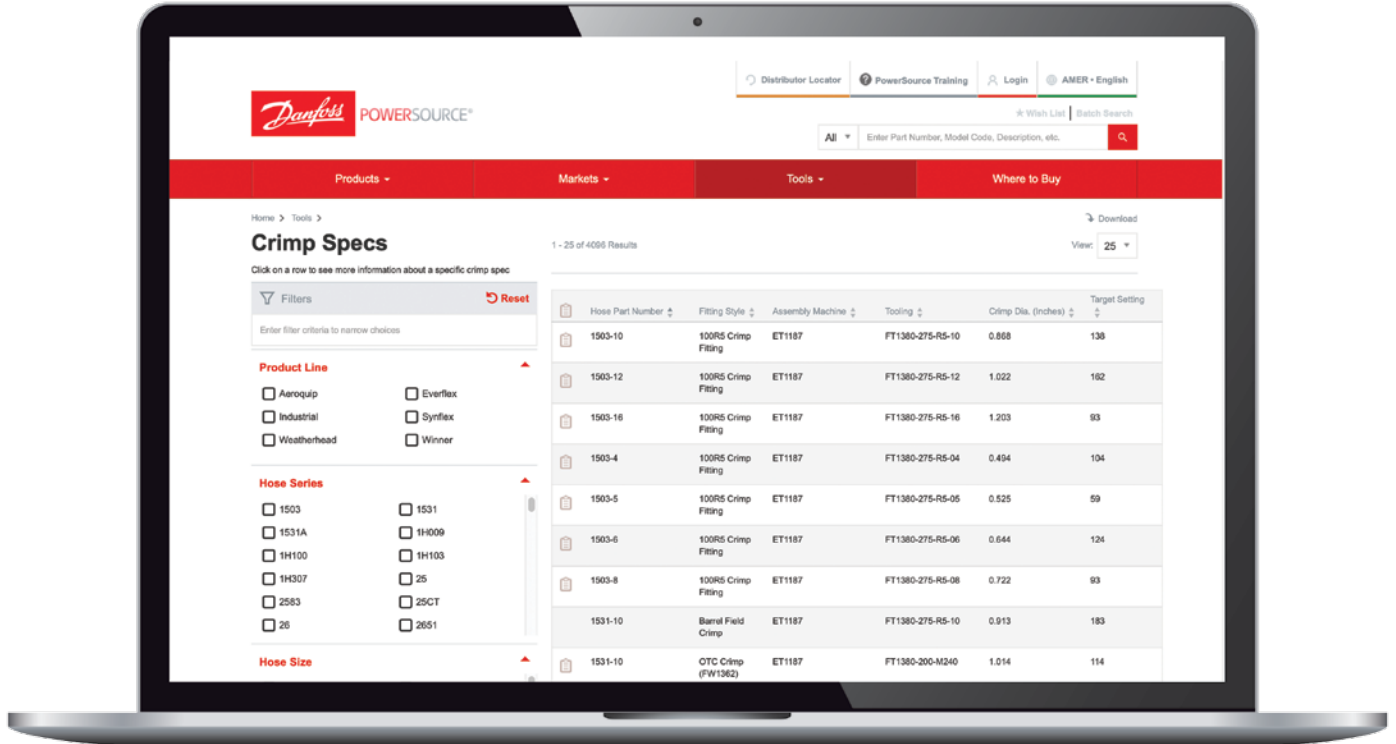 Distributor Locator PowerSource Training Login AMER • English
Danfoss POWERSOURCE®
Wish List Batch Search
All Enter Part Number, Model Code, Description, etc.
Products Markets Tools Where to Buy
Home > Tools >
Download
Crimp Specs
1 - 25 of 4096 Results
View: 25
Click on a row to see more information about a specific crimp spec
Filters Reset
Enter filter criteria to narrow choices
Product Line
Aeroquip Everflex
Industrial Synflex
Weatherhead Winner
Hose Series
1503 1531
1531A 1H009
1H100 1H103
1H307 25
2583 25CT
26 2651
Hose Size
Hose Part Number Fitting Style Assembly Machine Tooling Crimp Dia. (Inches) Target Setting
1503-10 100R5 Crimp ET1187 FT1380-275-R5-10 0.868 138
Fitting
1503-12 100R5 Crimp ET1187 FT1380-275-R5-12 1.022 162
Fitting
1503-16 100R5 Crimp ET1187 FT1380-275-R5-16 1.203 93
Fitting
1503-4 100R5 Crimp ET1187 FT1380-275-R5-04 0.494 104
Fitting
1503-5 100R5 Crimp ET1187 FT1380-275-R5-05 0.525 59
Fitting
1503-6 100R5 Crimp ET1187 FT1380-275-R5-06 0.644 124
Fitting
1503-8 100R5 Crimp ET1187 FT1380-275-R5-08 0.722 93
Fitting
1531-10 Barrel Field ET1187 FT1380-275-R5-10 0.913 183
Crimp
1531-10 OTC Crimp ET1187 FT1380-200-M240 1.014 114
(FW1362)